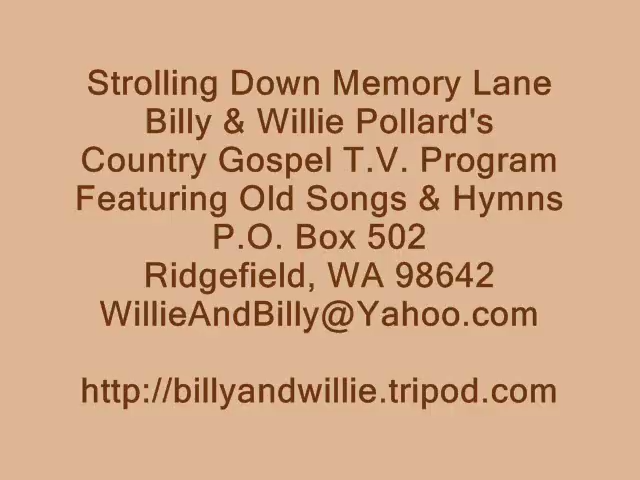 Strolling Down Memory Lane
Billy & Willie Pollard's
Country Gospel T.V. Program
Featuring Old Songs & Hymns
P.O. Box 502
Ridgefield, WA 98642
WillieAndBilly@Yahoo.com
http://billyandwillie.tripod.com